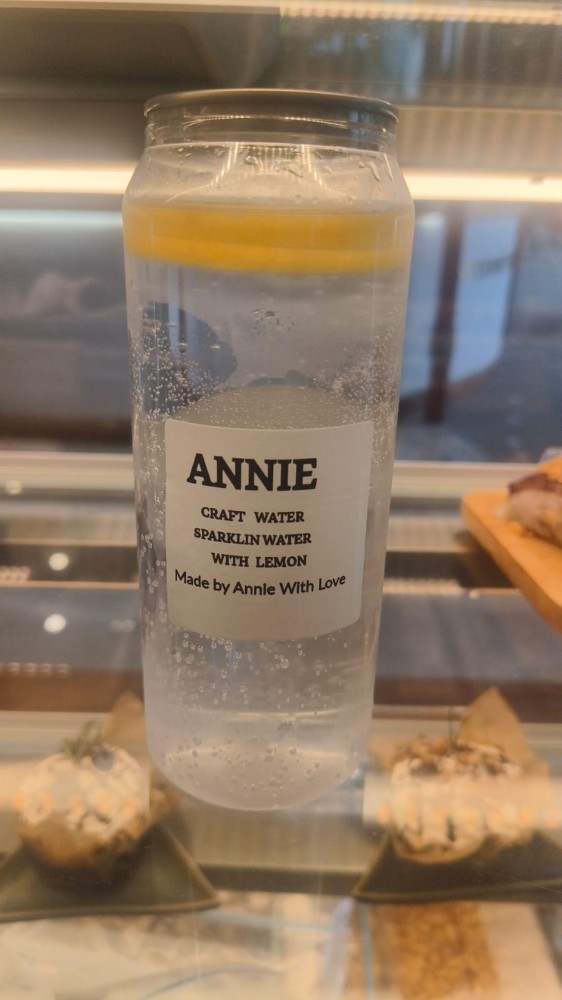 ANNIE
CRAFT WATER
SPARKLIN WATER
WITH LEMON
Made by Annie With Love